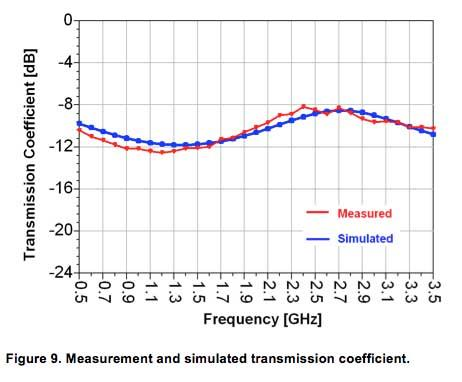 0
-4
-8
-12
-16
-20
-24
Transmission Coefficient [dB]
Measured
Simulated
0.5 0.7 0.9 1.1 1.3 1.5 1.7 1.9 2.1 2.3 2.5 2.7 2.9 3.1 3.3 3.5
Frequency [GHz]
Figure 9. Measurement and simulated transmission coefficient.